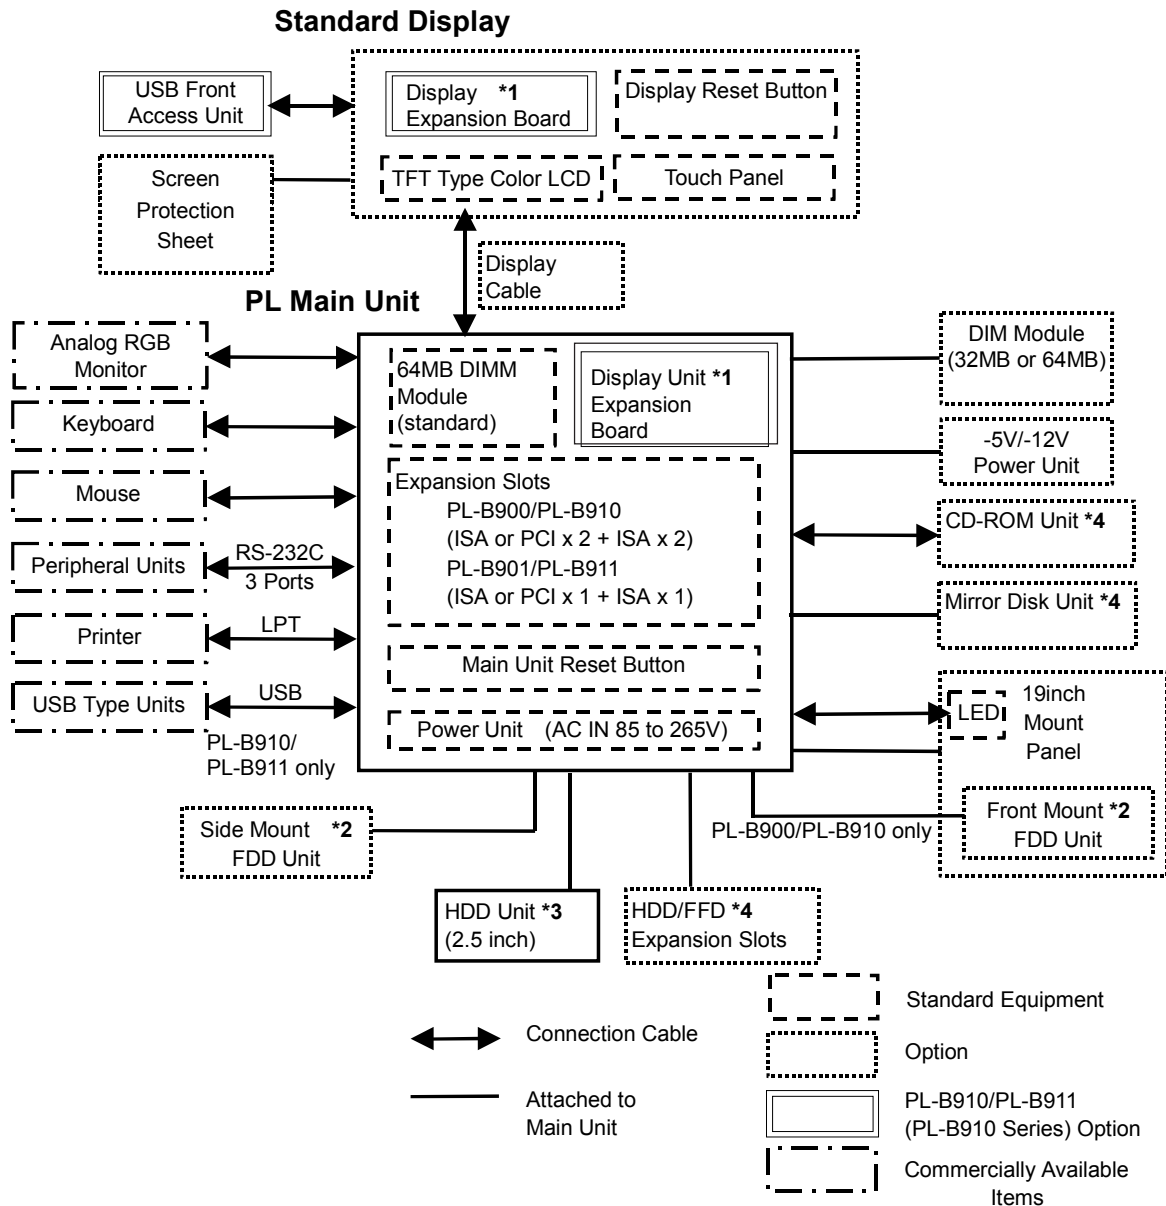 Standard Display
USB Front
Access Unit
Display *1
Expansion Board
Display Reset Button
Screen
Protection
Sheet
TFT Type Color LCD
Touch Panel
Display
Cable
PL Main Unit
Analog RGB
Monitor
Keyboard
Mouse
Peripheral Units
RS-232C
3 Ports
Printer
LPT
USB Type Units
USB
PL-B910/
PL-B911 only
64MB DIMM
Module
(standard)
Display Unit *1
Expansion
Board
Expansion Slots
PL-B900/PL-B910
(ISA or PCI x 2 + ISA x 2)
PL-B901/PL-B911
(ISA or PCI x 1 + ISA x 1)
Main Unit Reset Button
Power Unit (AC IN 85 to 265V)
DIM Module
(32MB or 64MB)
-5V/-12V
Power Unit
CD-ROM Unit *4
Mirror Disk Unit *4
LED
19inch
Mount
Panel
Front Mount *2
FDD Unit
PL-B900/PL-B910 only
Side Mount *2
FDD Unit
HDD Unit *3
(2.5 inch)
HDD/FFD *4
Expansion Slots
Connection Cable
Attached to
Main Unit
Standard Equipment
Option
PL-B910/PL-B911
(PL-B910 Series) Option
Commercially Available
Items